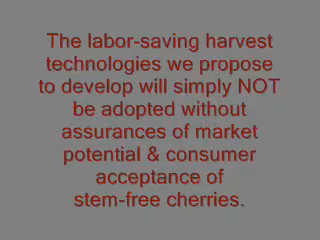 The labor-saving harvest
technologies we propose
to develop will simply NOT
be adopted without
assurances of market
potential & consumer
acceptance of
stem-free cherries.